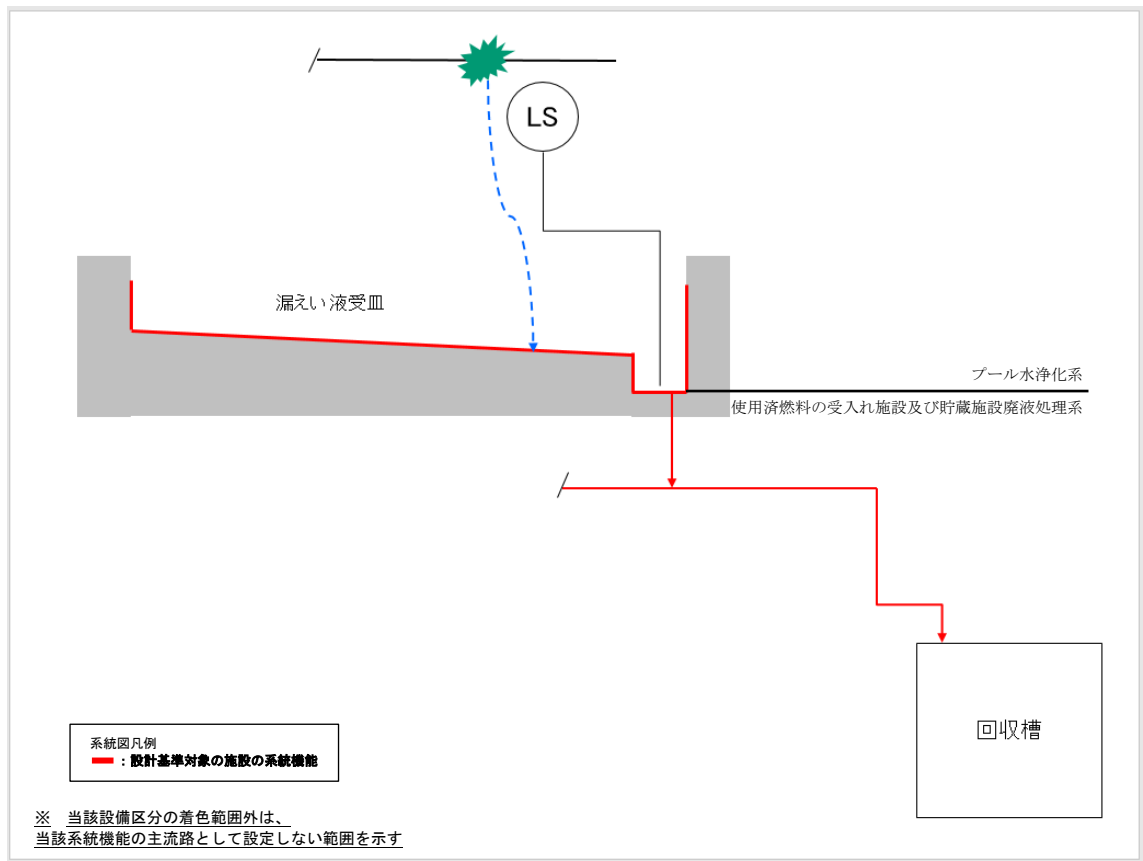 LS
漏えい液受皿
プール水浄化系
使用済燃料の受入れ施設及び貯蔵施設廃液処理系
回収槽
系統図凡例
：設計基準対象の施設の系統機能
※　当該設備区分の着色範囲外は、
当該系統機能の主流路として設定しない範囲を示す